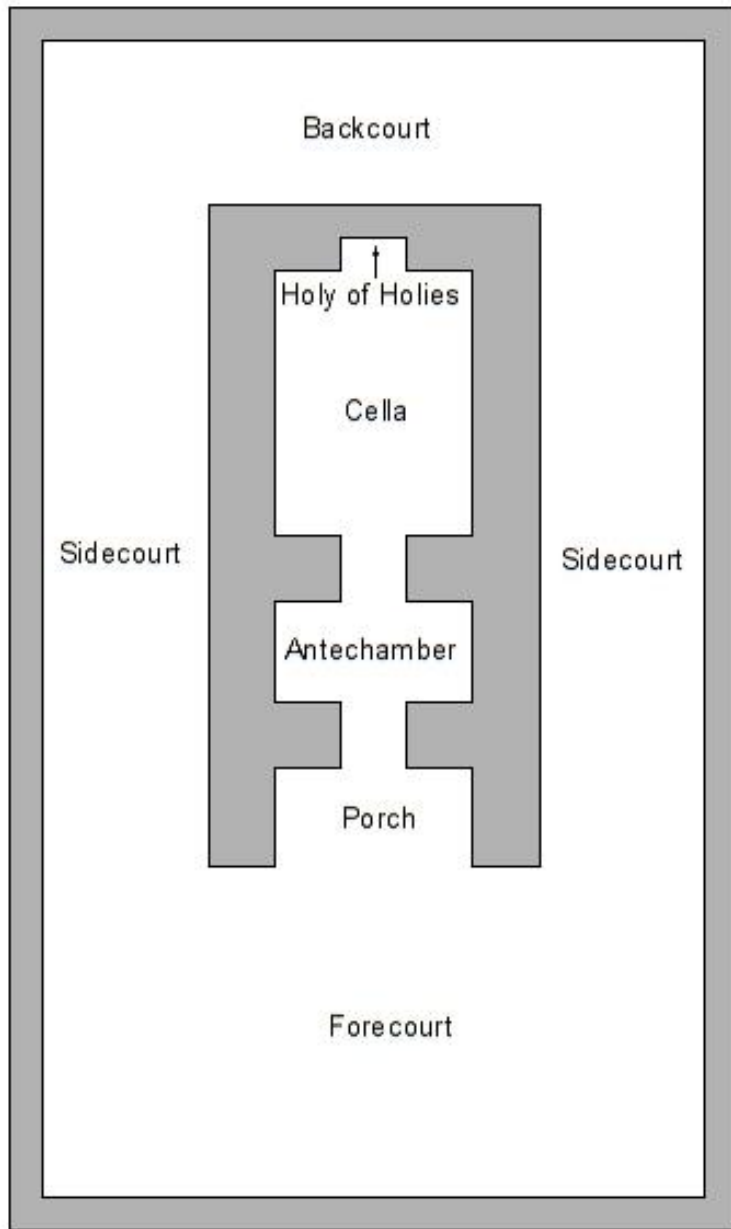 Backcourt
Holy of Holies
Cella
Sidecourt
Sidecourt
Antechamber
Porch
Forecourt